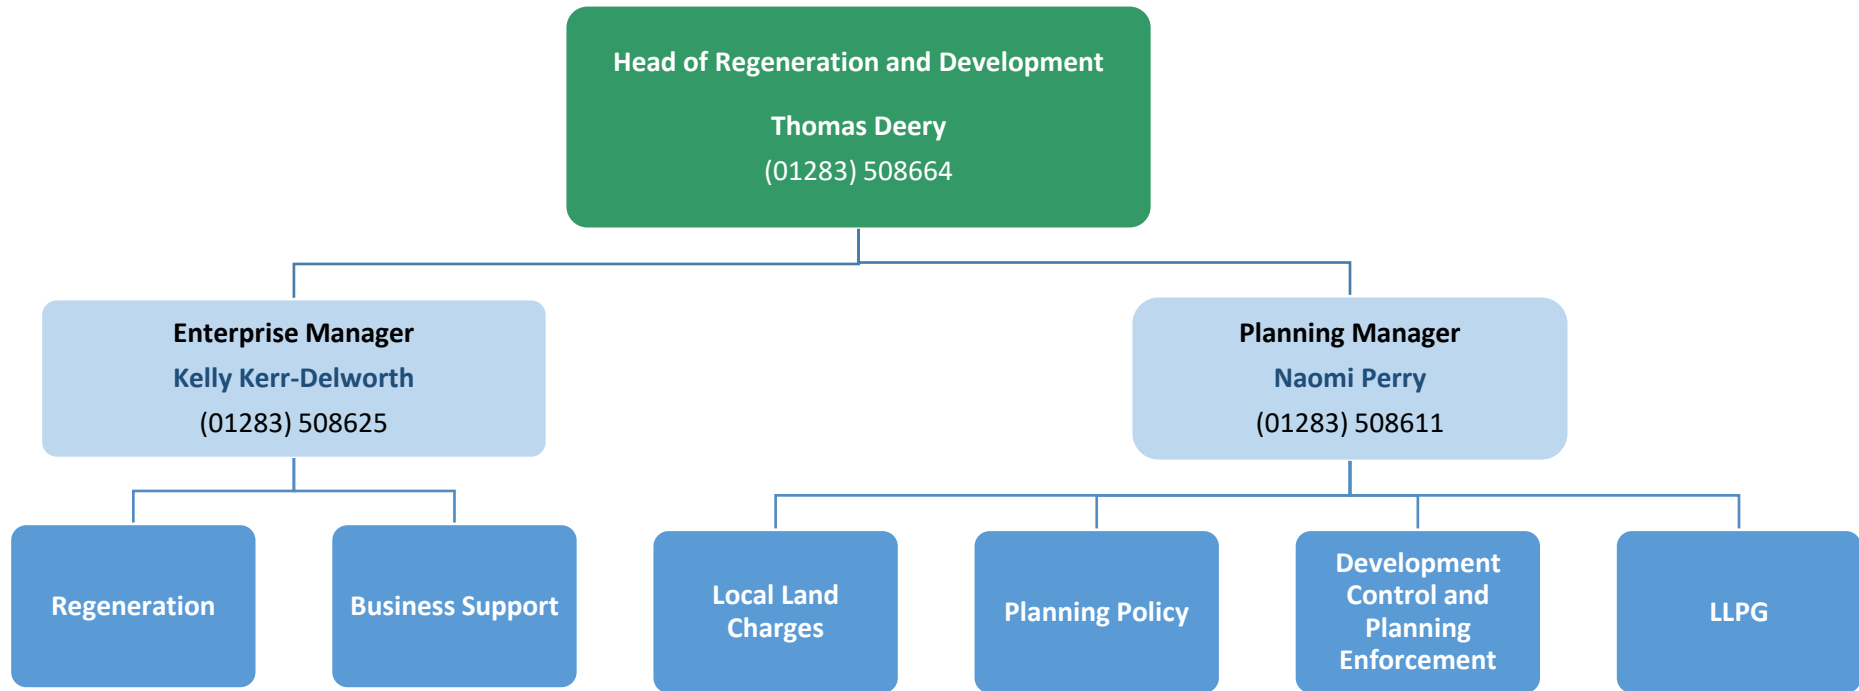 Head of Regeneration and Development
Thomas Deery
(01283) 508664
Enterprise Manager
Kelly Kerr-Delworth
(01283) 508625
Planning Manager
Naomi Perry
(01283) 508611
Regeneration
Business Support
Local Land
Charges
Planning Policy
Development
Control and
Planning
Enforcement
LLPG